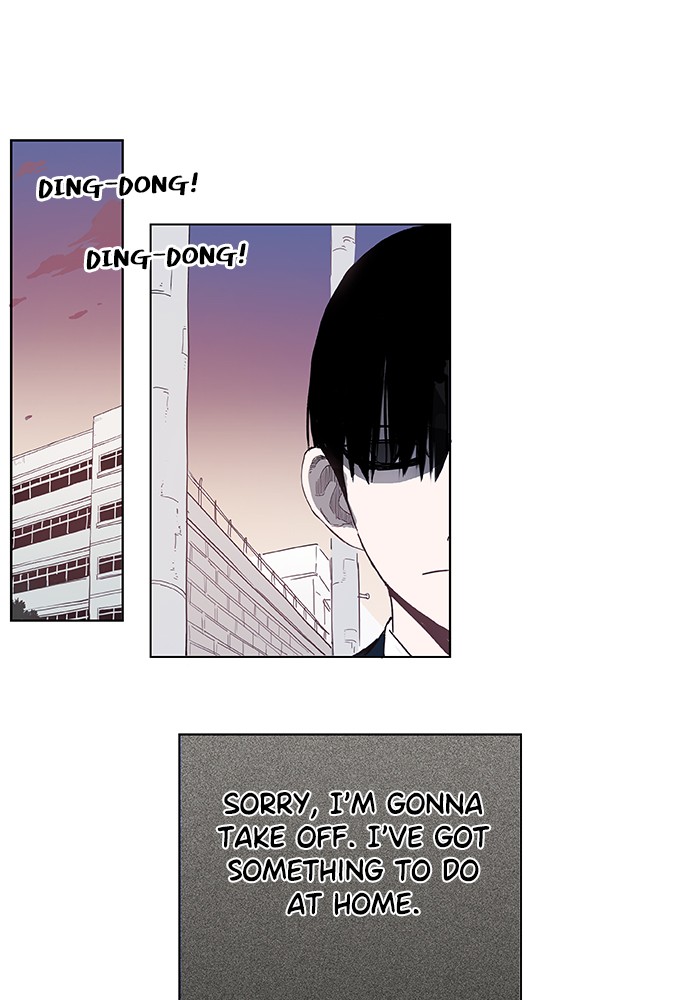 DING-DONG!
DING-DONG!
SORRY, I'M GONNA
TAKE OFF. I'VE GOT
SOMETHING TO DO
AT HOME.